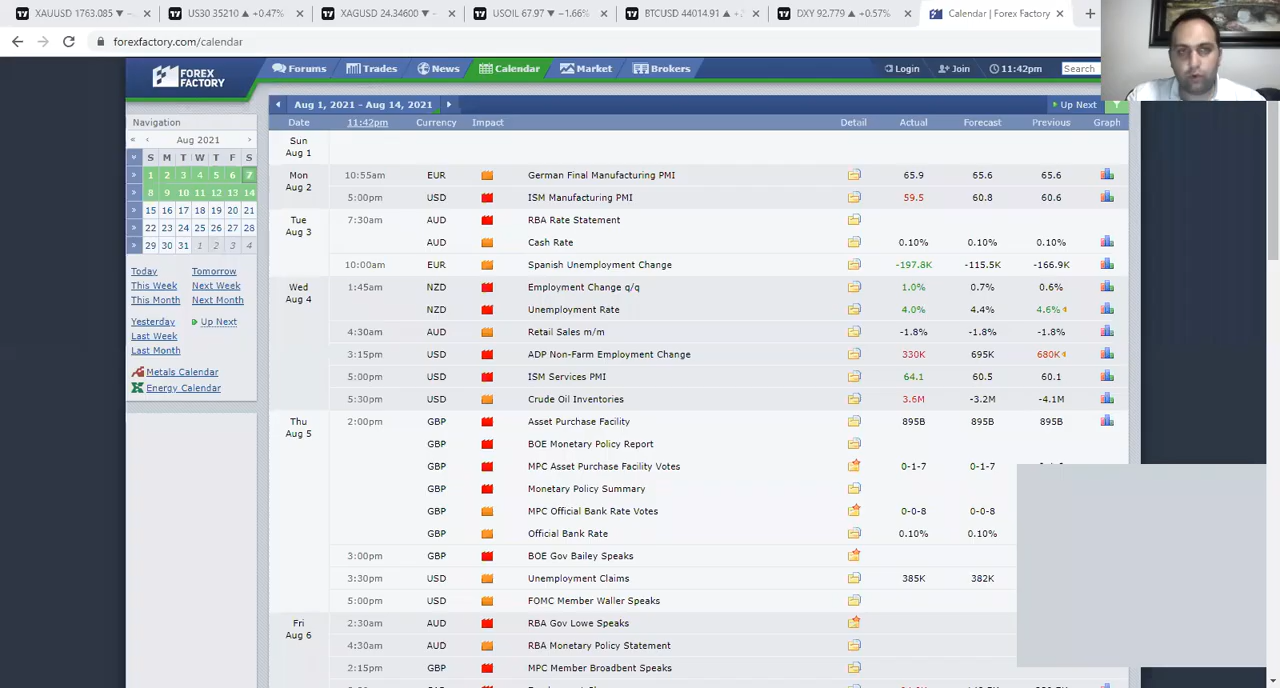 XAUUSD 1763.085 ▼ −
US30 35210 ▲ +0.47%
XAGUSD 24.34600 ▼ −
USOIL 67.97 ▼ −1.66%
BTCUSD 44014.91 ▲ +
DXY 92.779 ▲ +0.57%
Calendar | Forex Factory
forexfactory.com/calendar
FOREX FACTORY
Forums Trades News Calendar Market Brokers Login Join 11:42pm Search
Navigation
« ‹ Aug 2021 ›
S M T W T F S
1 2 3 4 5 6 7
8 9 10 11 12 13 14
15 16 17 18 19 20 21
22 23 24 25 26 27 28
29 30 31 1 2 3 4
Today Tomorrow
This Week Next Week
This Month Next Month
Yesterday Up Next
Last Week
Last Month
Metals Calendar
Energy Calendar
Aug 1, 2021 - Aug 14, 2021 Up Next
Date 11:42pm Currency Impact Detail Actual Forecast Previous Graph
Sun Aug 1
Mon Aug 2 10:55am EUR German Final Manufacturing PMI 65.9 65.6 65.6
5:00pm USD ISM Manufacturing PMI 59.5 60.8 60.6
Tue Aug 3 7:30am AUD RBA Rate Statement
AUD Cash Rate 0.10% 0.10% 0.10%
10:00am EUR Spanish Unemployment Change -197.8K -115.5K -166.9K
Wed Aug 4 1:45am NZD Employment Change q/q 1.0% 0.7% 0.6%
NZD Unemployment Rate 4.0% 4.4% 4.6%
4:30am AUD Retail Sales m/m -1.8% -1.8% -1.8%
3:15pm USD ADP Non-Farm Employment Change 330K 695K 680K
5:00pm USD ISM Services PMI 64.1 60.5 60.1
5:30pm USD Crude Oil Inventories 3.6M -3.2M -4.1M
Thu Aug 5 2:00pm GBP Asset Purchase Facility 895B 895B 895B
GBP BOE Monetary Policy Report
GBP MPC Asset Purchase Facility Votes 0-1-7 0-1-7
GBP Monetary Policy Summary
GBP MPC Official Bank Rate Votes 0-0-8 0-0-8
GBP Official Bank Rate 0.10% 0.10%
3:00pm GBP BOE Gov Bailey Speaks
3:30pm USD Unemployment Claims 385K 382K
5:00pm USD FOMC Member Waller Speaks
Fri Aug 6 2:30am AUD RBA Gov Lowe Speaks
4:30am AUD RBA Monetary Policy Statement
2:15pm GBP MPC Member Broadbent Speaks